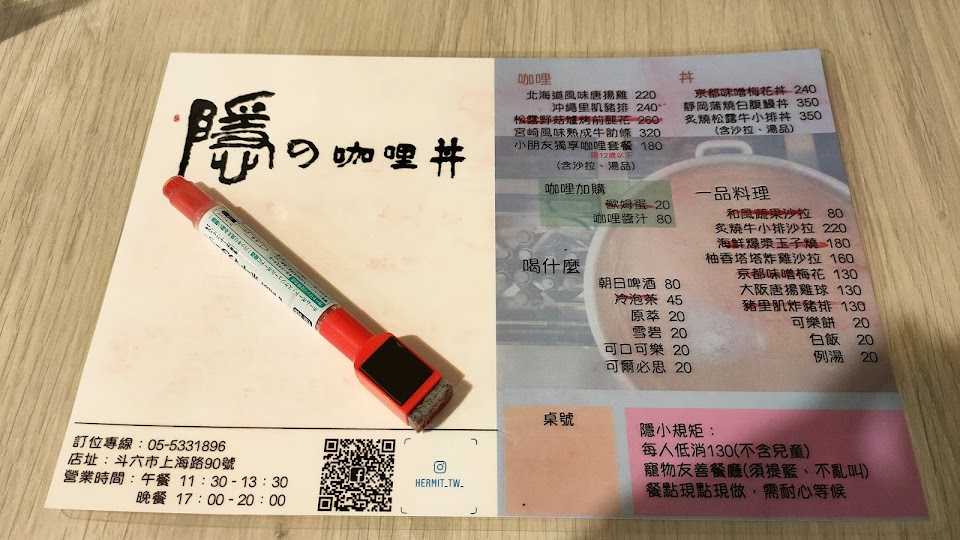 隱の咖哩丼
訂位專線：05-5331896
店址：斗六市上海路90號
營業時間：午餐 11：30-13：30
晚餐 17：00-20：00
HERMIT_TW_
咖哩
北海道風味唐揚雞 220
沖繩里肌豬排 240
松露野菇爐烤前腿花 260
宮崎風味熟成牛肋條 320
小朋友獨享咖哩套餐 180
限12歲以下
(含沙拉、湯品)
丼
京都味噌梅花丼 240
靜岡蒲燒白腹鰻丼 350
炙燒松露牛小排丼 350
(含沙拉、湯品)
咖哩加購
歐姆蛋 20
咖哩醬汁 80
喝什麼
朝日啤酒 80
冷泡茶 45
原萃 20
雪碧 20
可口可樂 20
可爾必思 20
一品料理
和風蔬果沙拉 80
炙燒牛小排沙拉 220
海鮮爆漿玉子燒 180
柚香塔塔炸雞沙拉 160
京都味噌梅花 130
大阪唐揚雞球 130
豬里肌炸豬排 130
可樂餅 20
白飯 20
例湯 20
桌號
隱小規矩：
每人低消130(不含兒童)
寵物友善餐廳(須提籃、不亂叫)
餐點現點現做，需耐心等候